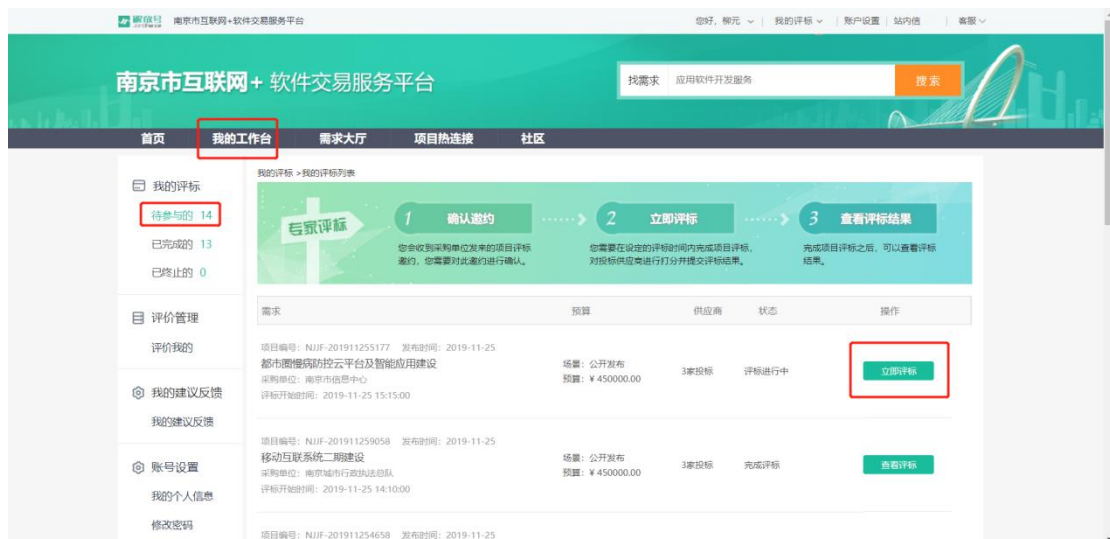 解放号 南京市互联网+软件交易服务平台 您好, 柳元 我的评标 账户设置 站内信 客服
南京市互联网+ 软件交易服务平台
找需求 应用软件开发服务 搜索
首页 我的工作台 需求大厅 项目热连接 社区
我的评标 >我的评标列表
我的评标
待参与的 14
已完成的 13
已终止的 0
评价管理
评价我的
我的建议反馈
我的建议反馈
账号设置
我的个人信息
修改密码
专家评标
1 确认邀约
您会收到采购单位发来的项目评标
邀约,您需要对此邀约进行确认。
2 立即评标
您需要在设定的评标时间内完成项目评标,
对投标供应商进行打分并提交评标结果。
3 查看评标结果
完成项目评标之后,可以查看评标
结果。
需求 预算 供应商 状态 操作
项目编号: NJJF-201911255177 发布时间: 2019-11-25
都市圈慢病防控云平台及智能应用建设
采购单位: 南京市信息中心
评标开始时间: 2019-11-25 15:15:00
场景: 公开发布
预算: ¥ 450000.00
3家投标 评标进行中 立即评标
项目编号: NJJF-201911259058 发布时间: 2019-11-25
移动互联系统二期建设
采购单位: 南京城市行政执法总队
评标开始时间: 2019-11-25 14:10:00
场景: 公开发布
预算: ¥ 450000.00
3家投标 完成评标 查看评标
项目编号: NJJF-201911254658 发布时间: 2019-11-25